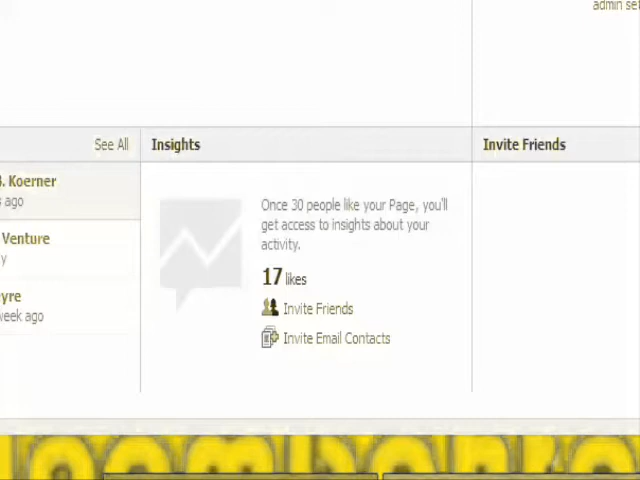 admin set
See All
Insights
Invite Friends
B. Koerner
s ago
Once 30 people like your Page, you'll
get access to insights about your
activity.
Venture
y
17 likes
yre
week ago
Invite Friends
Invite Email Contacts